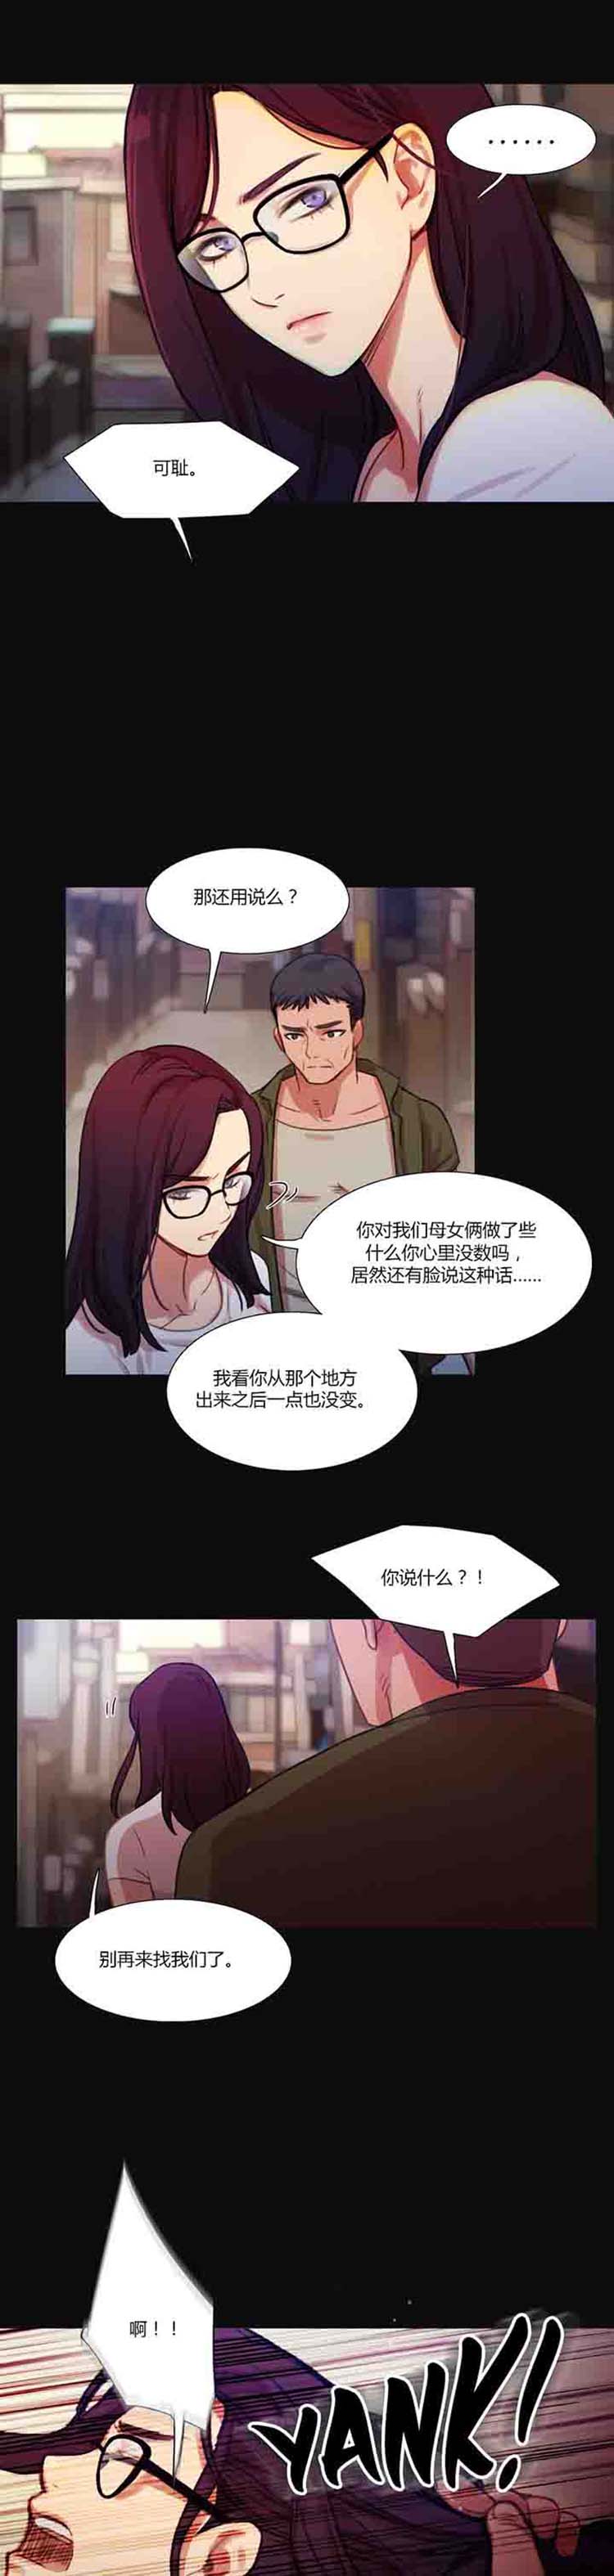 ······
可耻。
那还用说么？
你对我们母女俩做了些
什么你心里没数吗，
居然还有脸说这种话……
我看你从那个地方
出来之后一点也没变。
你说什么？！
别再来找我们了。
啊！！
YANK!